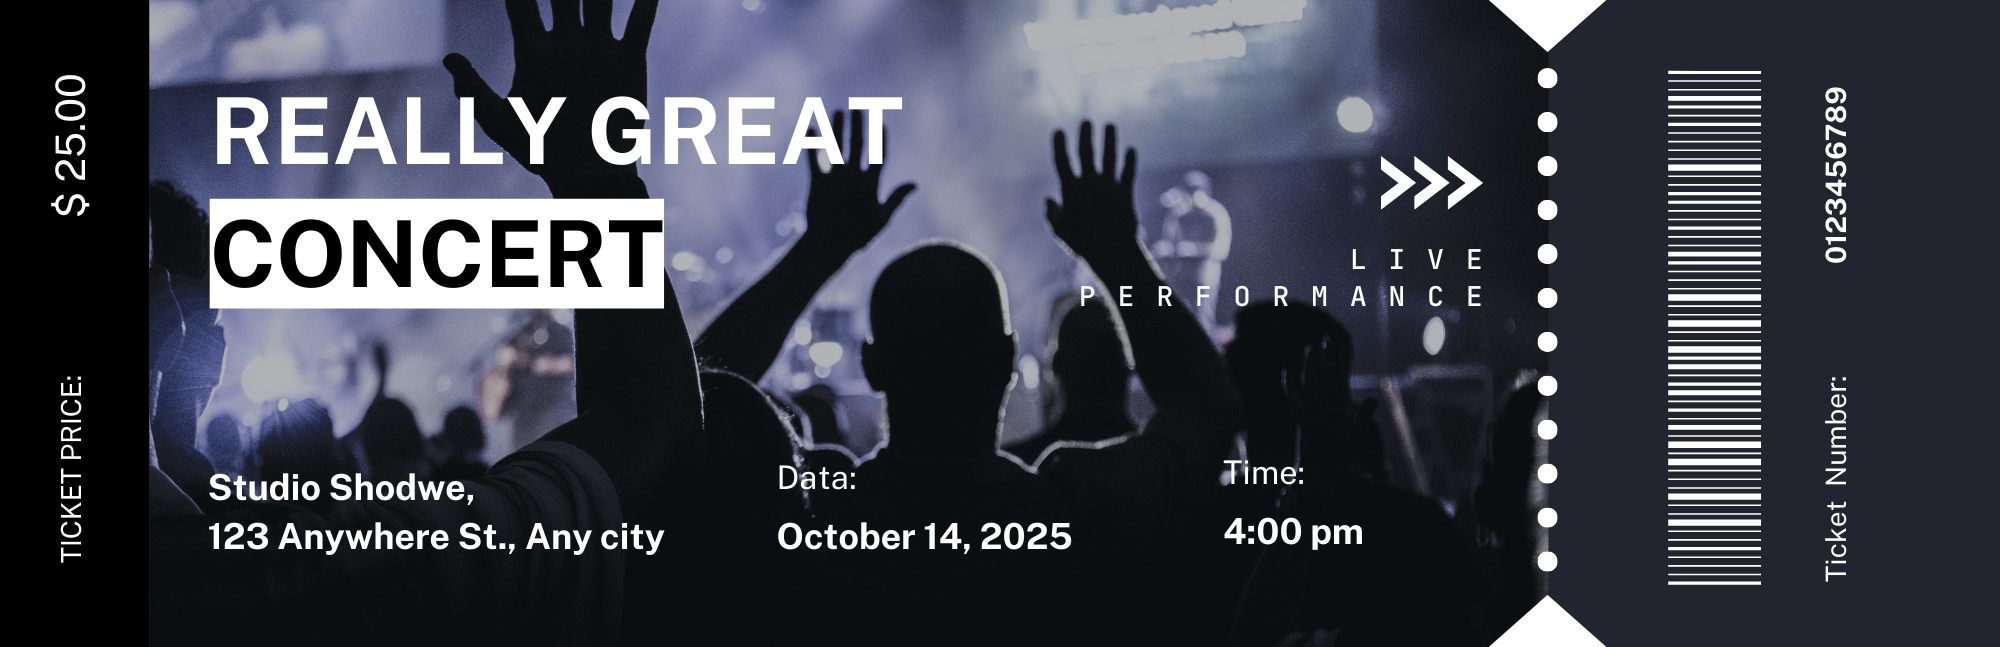 TICKET PRICE: $ 25.00
REALLY GREAT
CONCERT
LIVE
PERFORMANCE
Studio Shodwe,
123 Anywhere St., Any city
Data:
October 14, 2025
Time:
4:00 pm
Ticket Number: 0123456789